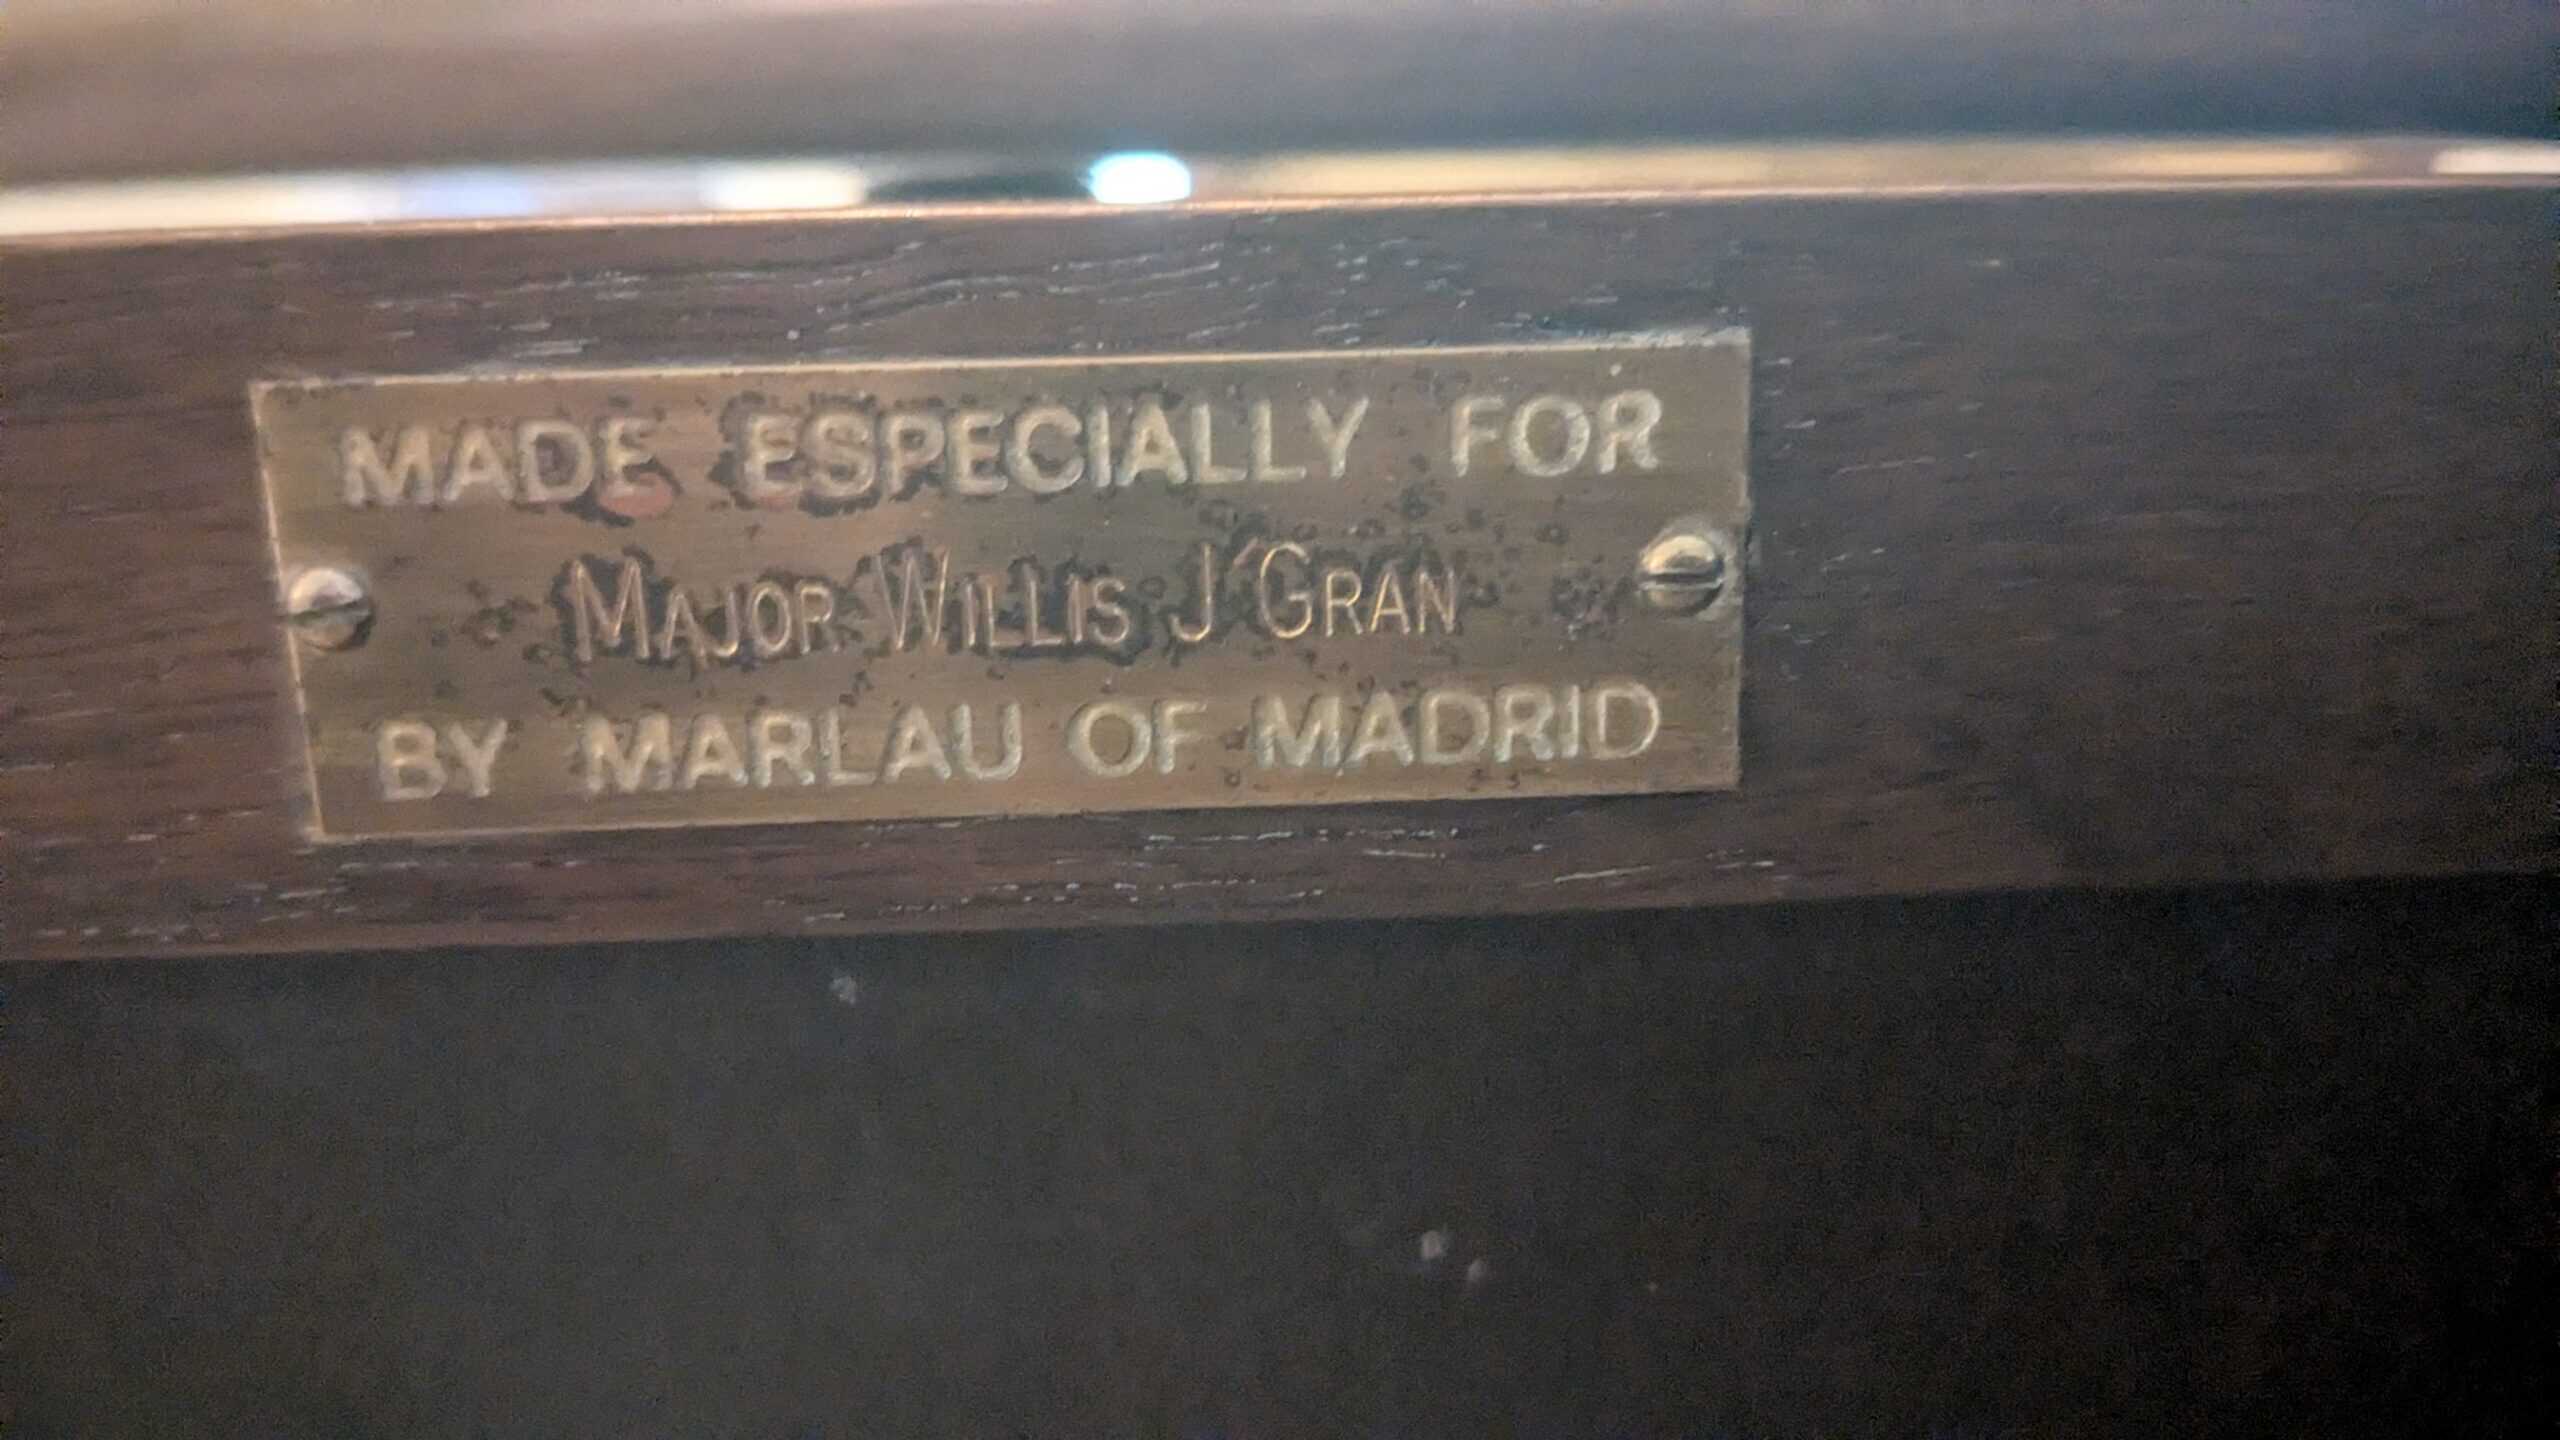 MADE ESPECIALLY FOR
MAJOR WILLIS J'GRAN
BY MARLAU OF MADRID